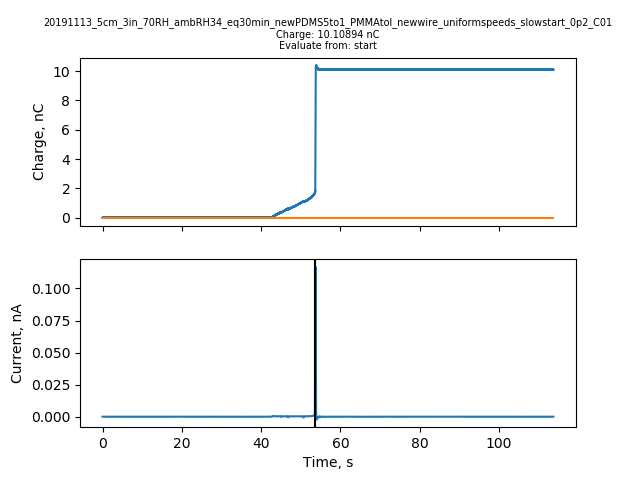 20191113_5cm_3in_70RH_ambRH34_eq30min_newPDMS5to1_PMMAtol_newwire_uniformspeeds_slowstart_0p2_C01
Charge: 10.10894 nC
Evaluate from: start
10
8
6
4
2
0
Charge, nC
0.100
0.075
0.050
0.025
0.000
Current, nA
0 20 40 60 80 100
Time, s